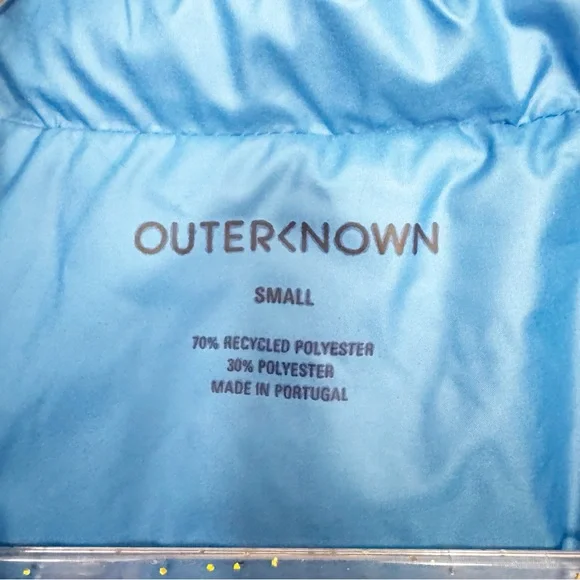 OUTERKNOWN
SMALL
70% RECYCLED POLYESTER
30% POLYESTER
MADE IN PORTUGAL